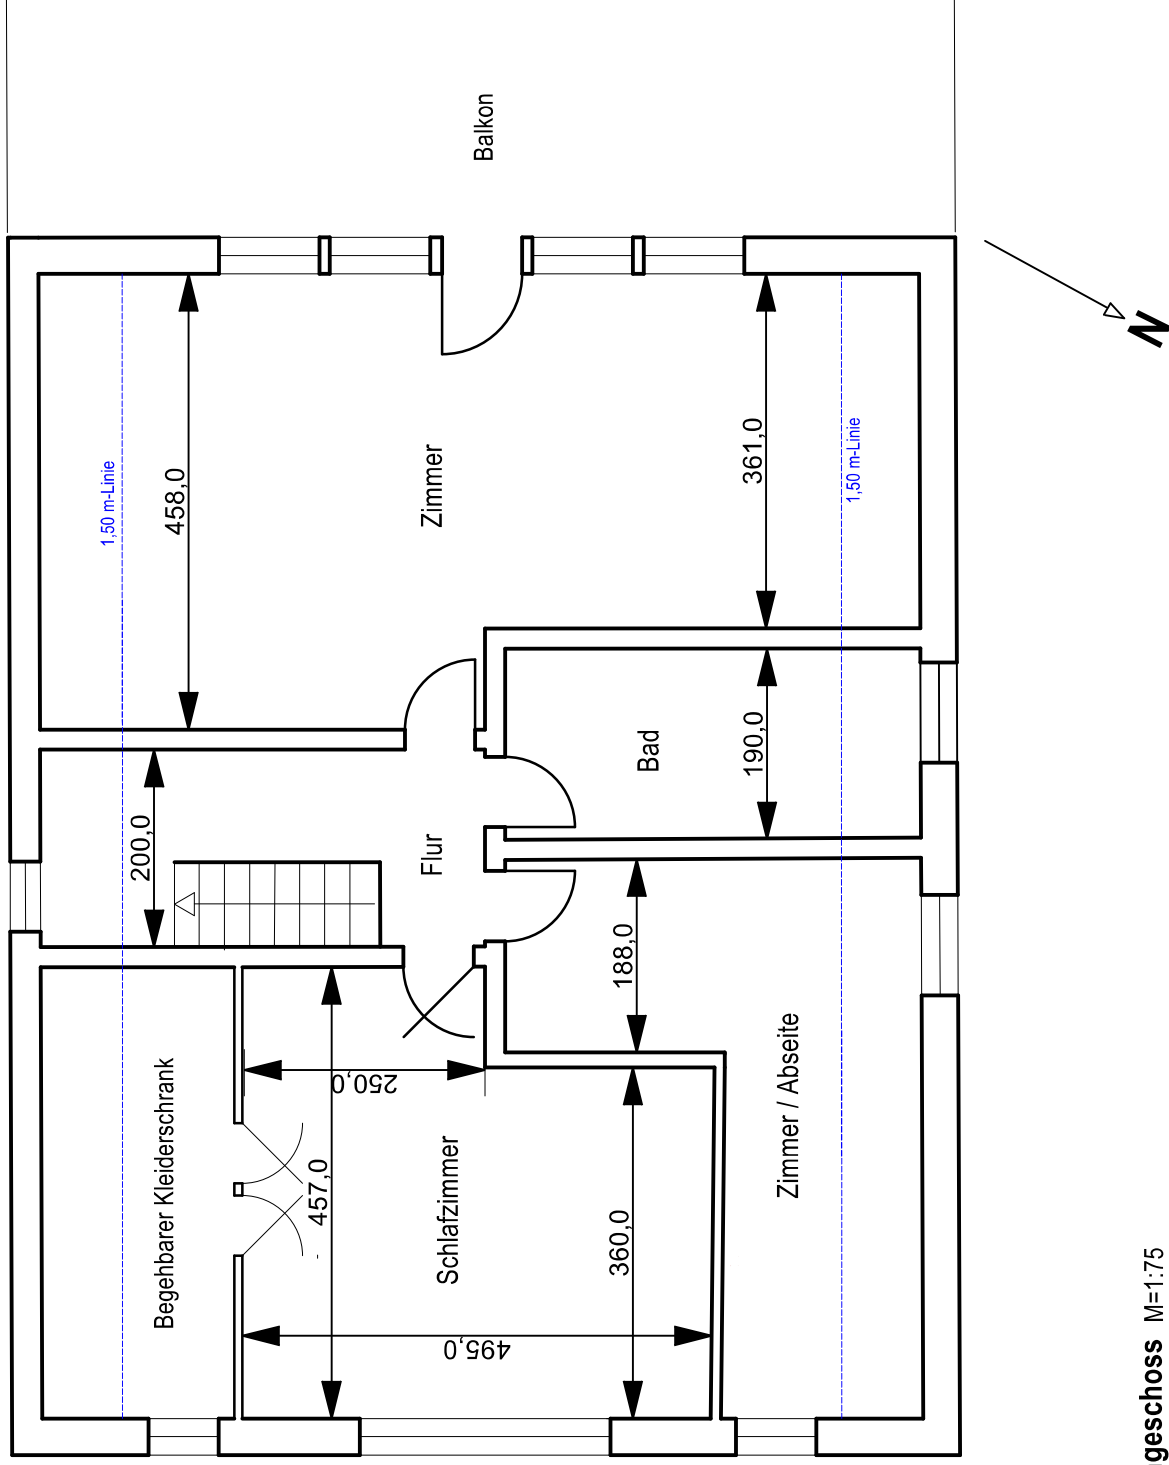 Balkon
1,50 m-Linie
458,0
Zimmer
361,0
1,50 m-Linie
200,0
Flur
Bad
190,0
188,0
Begehbarer Kleiderschrank
250,0
457,0
Schlafzimmer
495,0
360,0
Zimmer / Abseite
N
M=1:75